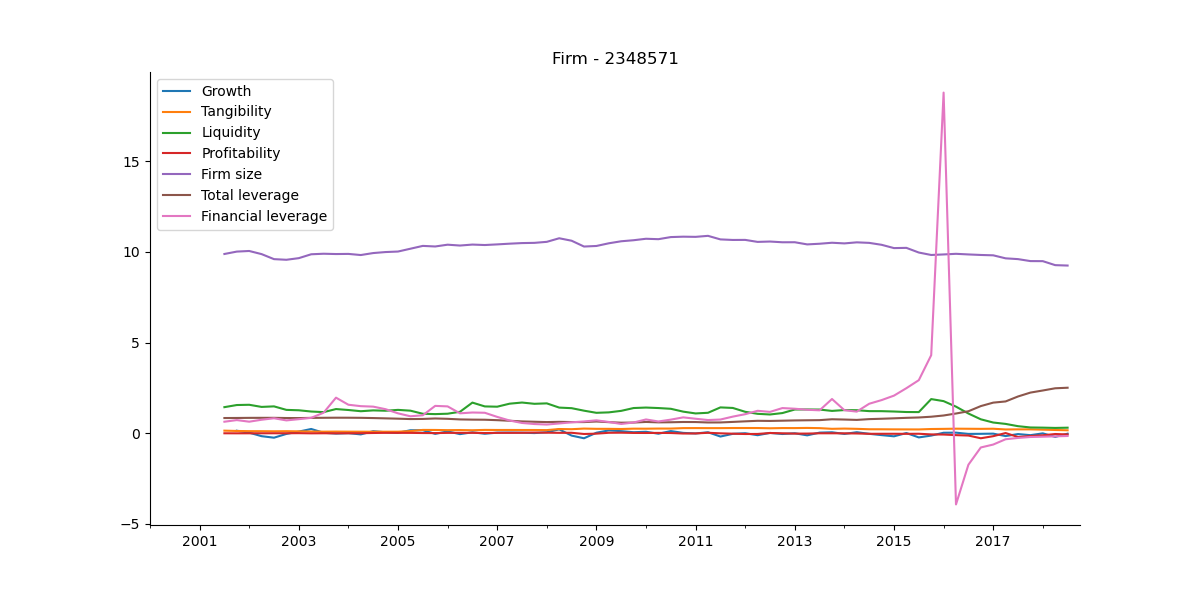 Firm - 2348571
Growth
Tangibility
Liquidity
Profitability
Firm size
Total leverage
Financial leverage
15
10
5
0
−5
2001 2003 2005 2007 2009 2011 2013 2015 2017